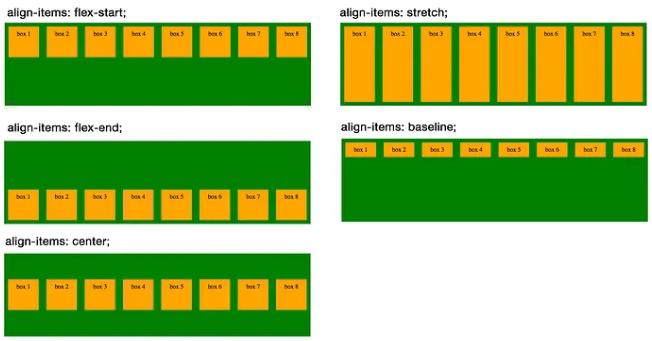 align-items: flex-start;
box 1 box 2 box 3 box 4 box 5 box 6 box 7 box 8
align-items: flex-end;
box 1 box 2 box 3 box 4 box 5 box 6 box 7 box 8
align-items: center;
box 1 box 2 box 3 box 4 box 5 box 6 box 7 box 8
align-items: stretch;
box 1 box 2 box 3 box 4 box 5 box 6 box 7 box 8
align-items: baseline;
box 1 box 2 box 3 box 4 box 5 box 6 box 7 box 8